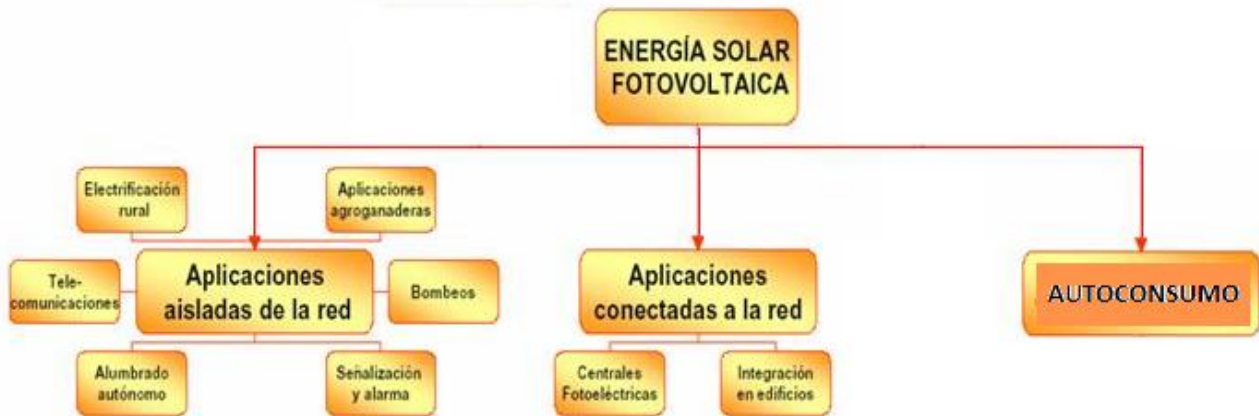 ENERGÍA SOLAR
FOTOVOLTAICA
Electrificación
rural
Aplicaciones
agroganaderas
Tele-
comunicaciones
Aplicaciones
aisladas de la red
Bombeos
Alumbrado
autónomo
Señalización
y alarma
Aplicaciones
conectadas a la red
Centrales
Fotoeléctricas
Integración
en edificios
AUTOCONSUMO